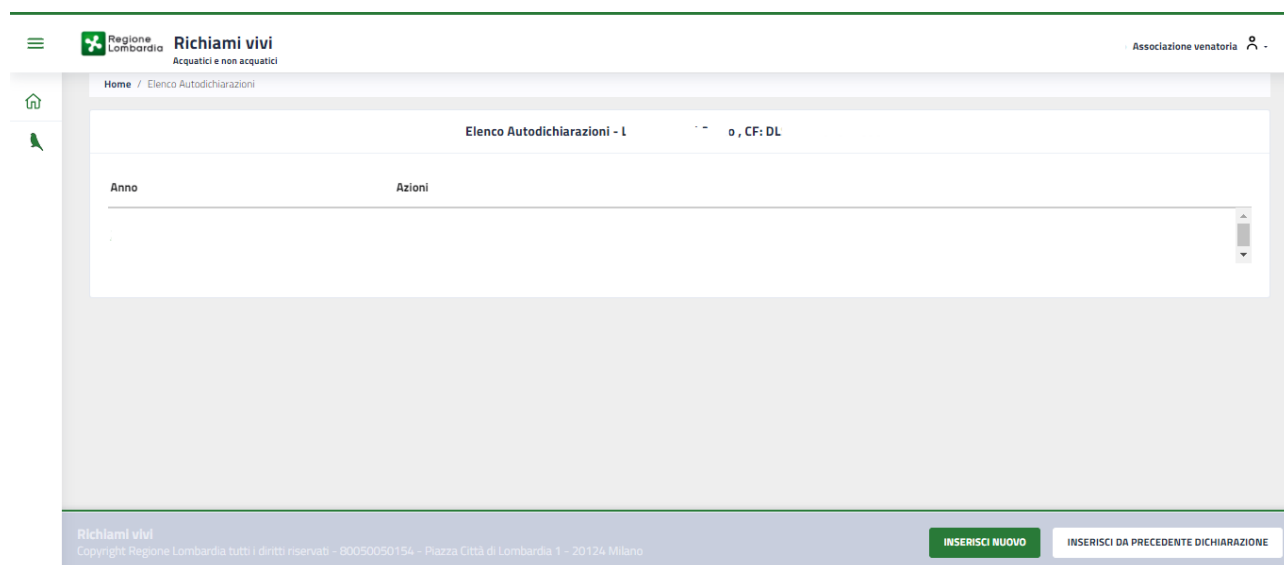 Regione
Lombardia
Richiami vivi
Acquatici e non acquatici
Associazione venatoria
Home / Elenco Autodichiarazioni
Elenco Autodichiarazioni - L o , CF: DL
Anno Azioni
Richiami vivi
Copyright Regione Lombardia tutti i diritti riservati - 80050050154 - Piazza Città di Lombardia 1 - 20124 Milano
INSERISCI NUOVO
INSERISCI DA PRECEDENTE DICHIARAZIONE